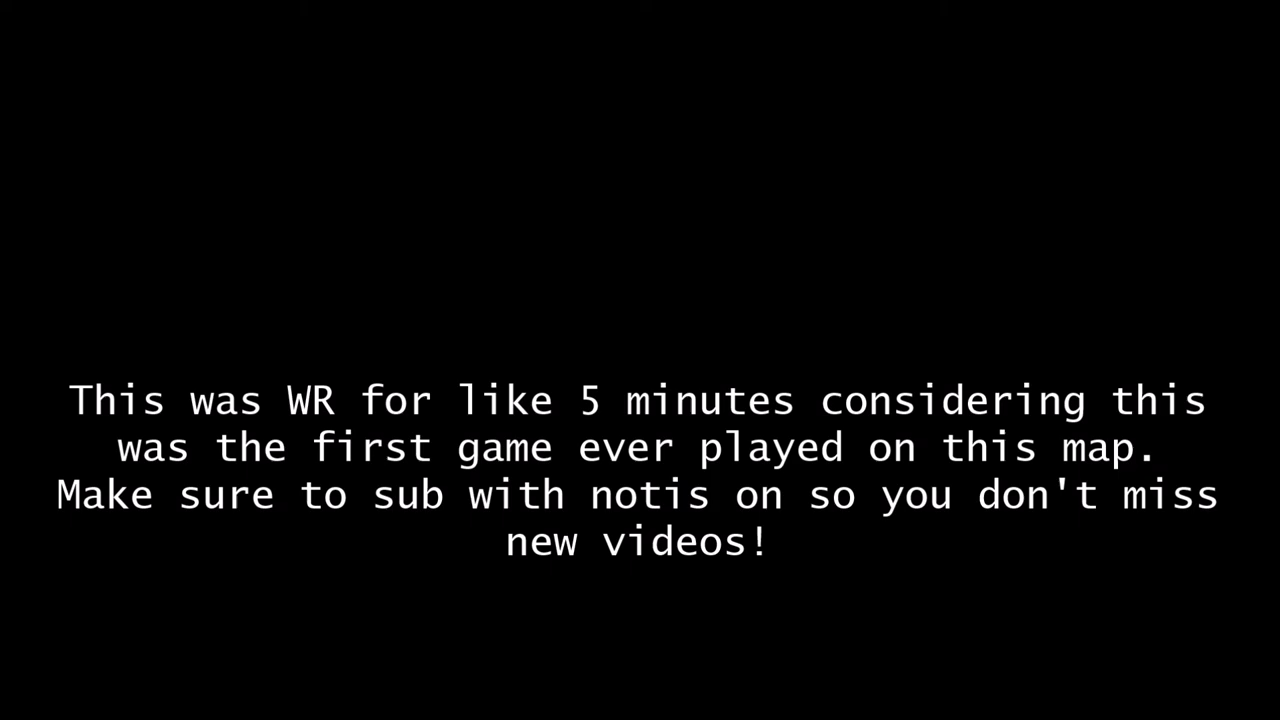 This was WR for like 5 minutes considering this
was the first game ever played on this map.
Make sure to sub with notis on so you don't miss
new videos!